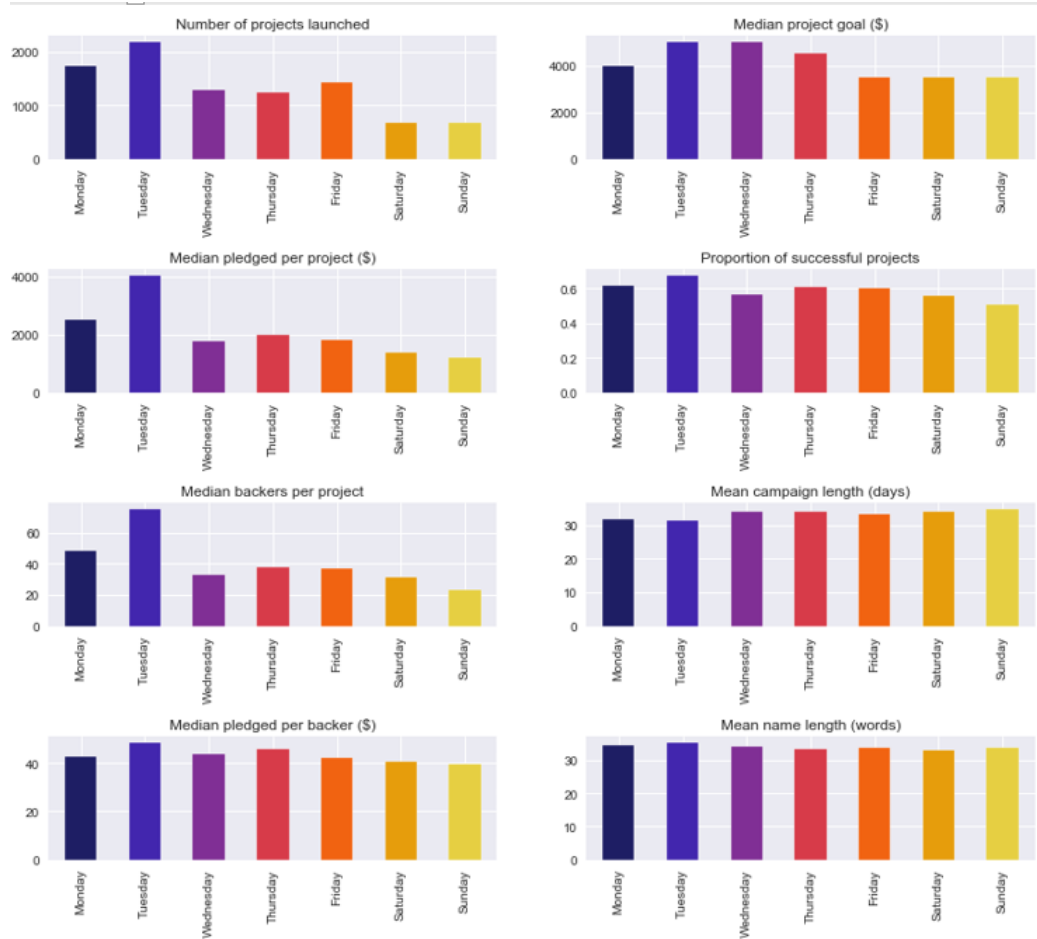 Number of projects launched
2000
1000
0
Monday
Tuesday
Wednesday
Thursday
Friday
Saturday
Sunday
Median project goal ($)
4000
2000
0
Monday
Tuesday
Wednesday
Thursday
Friday
Saturday
Sunday
Median pledged per project ($)
4000
2000
0
Monday
Tuesday
Wednesday
Thursday
Friday
Saturday
Sunday
Proportion of successful projects
0.6
0.4
0.2
0.0
Monday
Tuesday
Wednesday
Thursday
Friday
Saturday
Sunday
Median backers per project
60
40
20
0
Monday
Tuesday
Wednesday
Thursday
Friday
Saturday
Sunday
Mean campaign length (days)
30
20
10
0
Monday
Tuesday
Wednesday
Thursday
Friday
Saturday
Sunday
Median pledged per backer ($)
40
20
0
Monday
Tuesday
Wednesday
Thursday
Friday
Saturday
Sunday
Mean name length (words)
30
20
10
0
Monday
Tuesday
Wednesday
Thursday
Friday
Saturday
Sunday